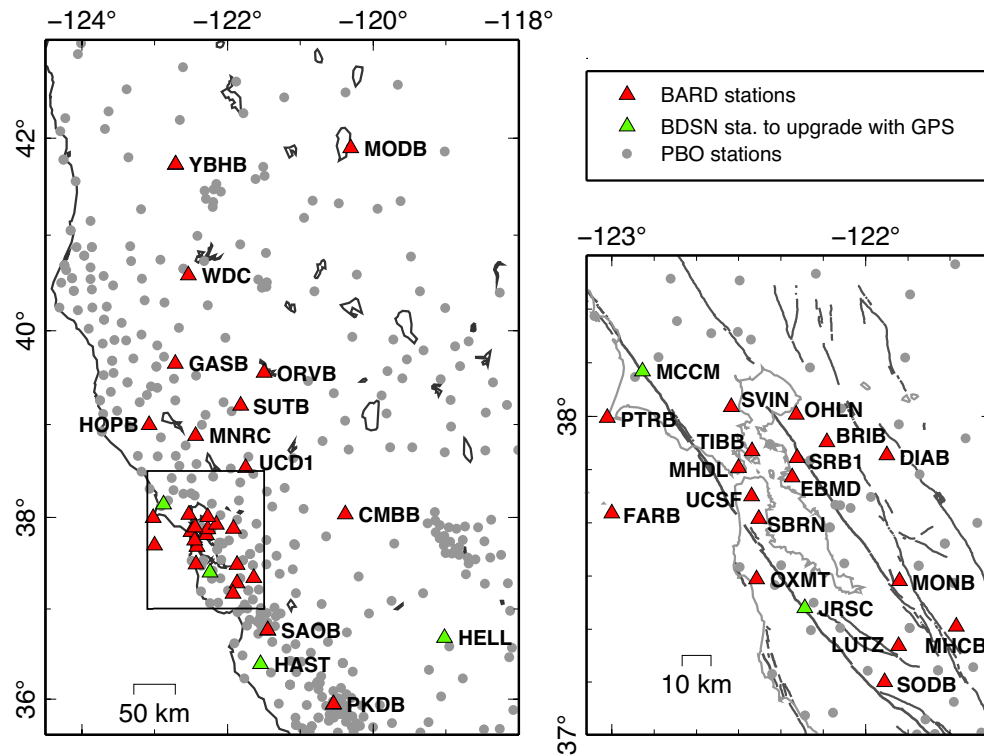 −124° −122° −120° −118°
42°
40°
38°
36°
MODB
YBHB
WDC
GASB
ORVB
SUTB
HOPB
MNRC
UCD1
CMBB
SAOB
HELL
HAST
PKDB
50 km
BARD stations
BDSN sta. to upgrade with GPS
PBO stations
−123° −122°
38°
37°
MCCM
SVIN
OHLN
PTRB
BRIB
TIBB
SRB1
DIAB
MHDL
EBMD
UCSF
FARB
SBRN
OXMT
MONB
JRSC
LUTZ
MHCB
SODB
10 km